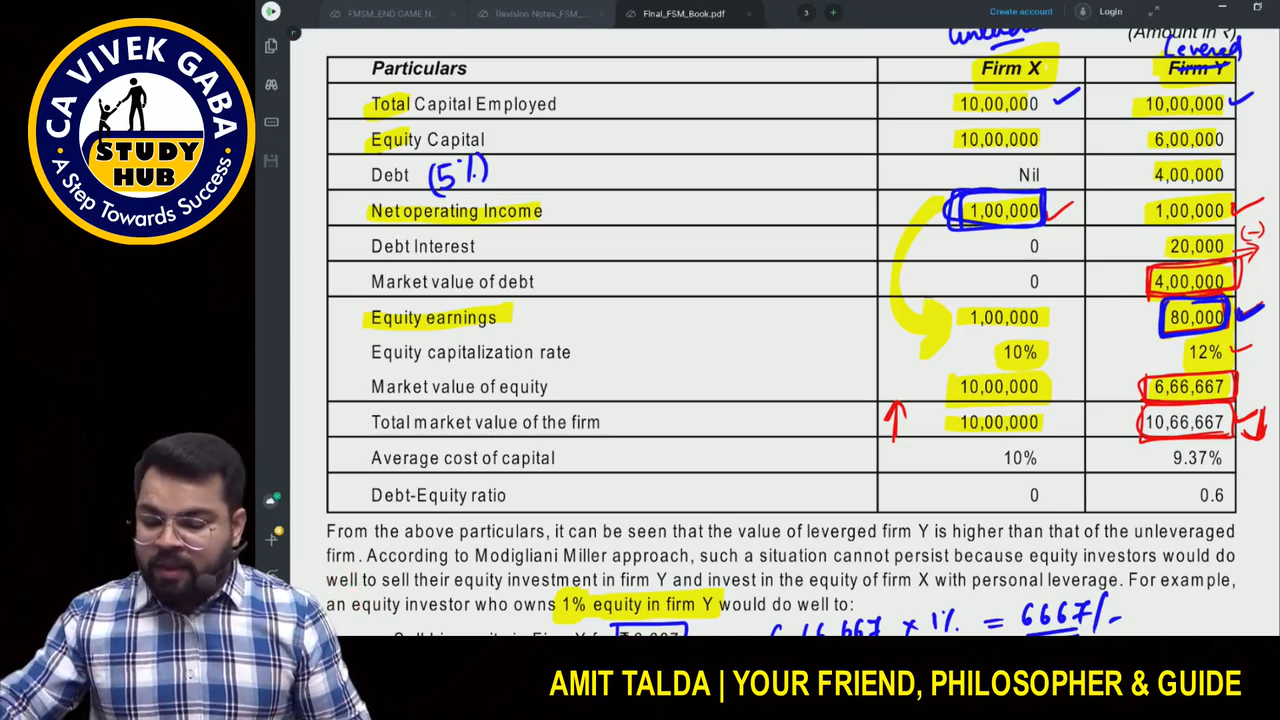 FMSM_END GAME N...
Revision Notes_FSM_...
Final_FSM_Book.pdf
3
Create account
Login
CA VIVEK GABA
STUDY
HUB
• A Step Towards Success •
(Amount in ₹)
Levered
Particulars Firm X Firm Y
Total Capital Employed 10,00,000 10,00,000
Equity Capital 10,00,000 6,00,000
Debt (5%) Nil 4,00,000
Net operating Income 1,00,000 1,00,000
Debt Interest 0 20,000 (-)
Market value of debt 0 4,00,000
Equity earnings 1,00,000 80,000
Equity capitalization rate 10% 12%
Market value of equity 10,00,000 6,66,667
Total market value of the firm 10,00,000 10,66,667
Average cost of capital 10% 9.37%
Debt-Equity ratio 0 0.6
From the above particulars, it can be seen that the value of leverged firm Y is higher than that of the unleveraged
firm. According to Modigliani Miller approach, such a situation cannot persist because equity investors would do
well to sell their equity investment in firm Y and invest in the equity of firm X with personal leverage. For example,
an equity investor who owns 1% equity in firm Y would do well to:
x 1% = 6667/-
AMIT TALDA | YOUR FRIEND, PHILOSOPHER & GUIDE